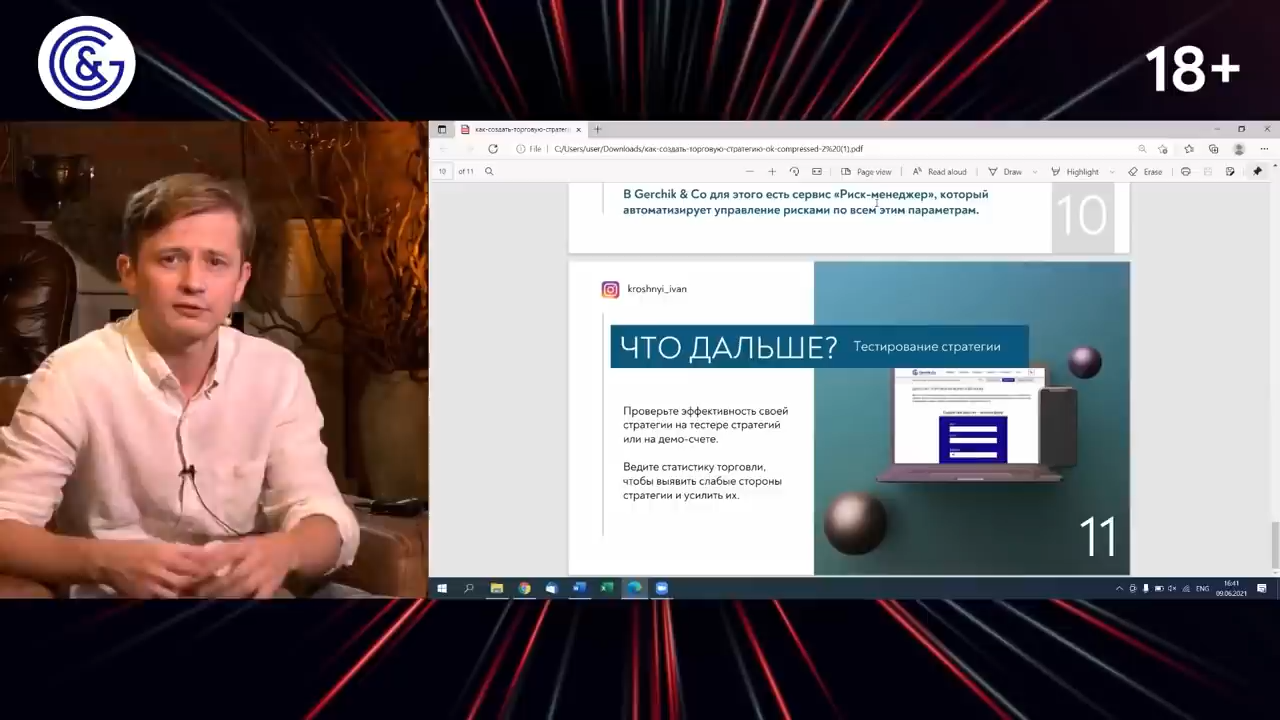 18+
как-создать-торговую-стратег
File
C:/Users/user/Downloads/как-создать-торговую-стратегию-ok-compressed-2%20(1).pdf
10 of 11
Page view
Read aloud
Draw
Highlight
Erase
В Gerchik & Co для этого есть сервис «Риск-менеджер», который
автоматизирует управление рисками по всем этим параметрам.
10
kroshnyi_ivan
ЧТО ДАЛЬШЕ? Тестирование стратегии
Проверьте эффективность своей
стратегии на тестере стратегий
или на демо-счете.
Ведите статистику торговли,
чтобы выявить слабые стороны
стратегии и усилить их.
11
ENG
16:41
09.06.2021